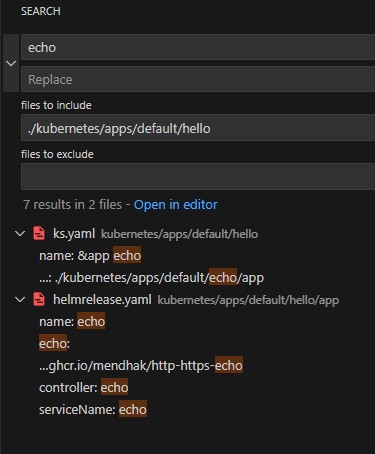 SEARCH
echo
Replace
files to include
./kubernetes/apps/default/hello
files to exclude
7 results in 2 files - Open in editor
ks.yaml kubernetes/apps/default/hello
name: &app echo
...: ./kubernetes/apps/default/echo/app
helmrelease.yaml kubernetes/apps/default/hello/app
name: echo
echo:
...ghcr.io/mendhak/http-https-echo
controller: echo
serviceName: echo